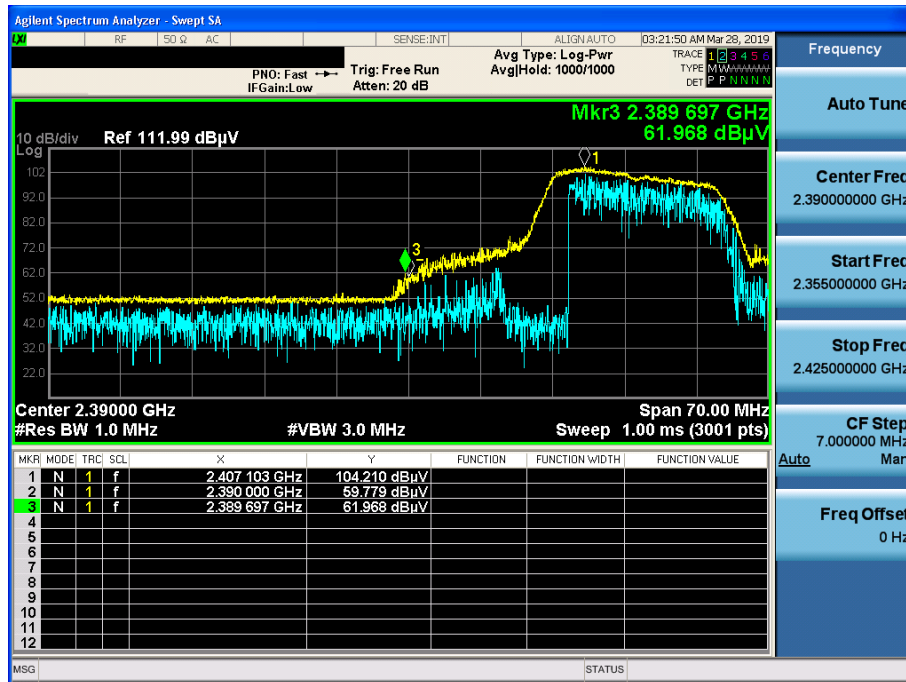 Agilent Spectrum Analyzer - Swept SA
LXI RF 50 Ω AC SENSE:INT ALIGN AUTO 03:21:50 AM Mar 28, 2019
PNO: Fast
IFGain:Low
Trig: Free Run
Atten: 20 dB
Avg Type: Log-Pwr
Avg|Hold: 1000/1000
TRACE 1 2 3 4 5 6
TYPE M W
DET P P N N N N
Mkr3 2.389 697 GHz
61.968 dBµV
10 dB/div Ref 111.99 dBµV
Log
102
92.0
82.0
72.0
62.0
52.0
42.0
32.0
22.0
1
3
Center 2.39000 GHz Span 70.00 MHz
#Res BW 1.0 MHz #VBW 3.0 MHz Sweep 1.00 ms (3001 pts)
MKR MODE TRC SCL X Y FUNCTION FUNCTION WIDTH FUNCTION VALUE
1 N 1 f 2.407 103 GHz 104.210 dBµV
2 N 1 f 2.390 000 GHz 59.779 dBµV
3 N 1 f 2.389 697 GHz 61.968 dBµV
4
5
6
7
8
9
10
11
12
MSG STATUS
Frequency
Auto Tune
Center Freq
2.390000000 GHz
Start Freq
2.355000000 GHz
Stop Freq
2.425000000 GHz
CF Step
7.000000 MHz
Auto Man
Freq Offset
0 Hz